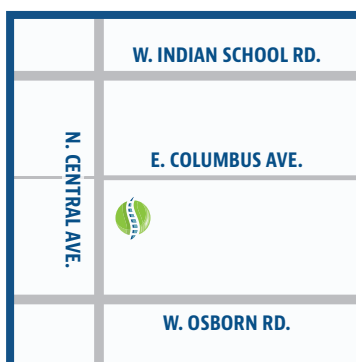 W. INDIAN SCHOOL RD.
E. COLUMBUS AVE.
N. CENTRAL AVE.
W. OSBORN RD.